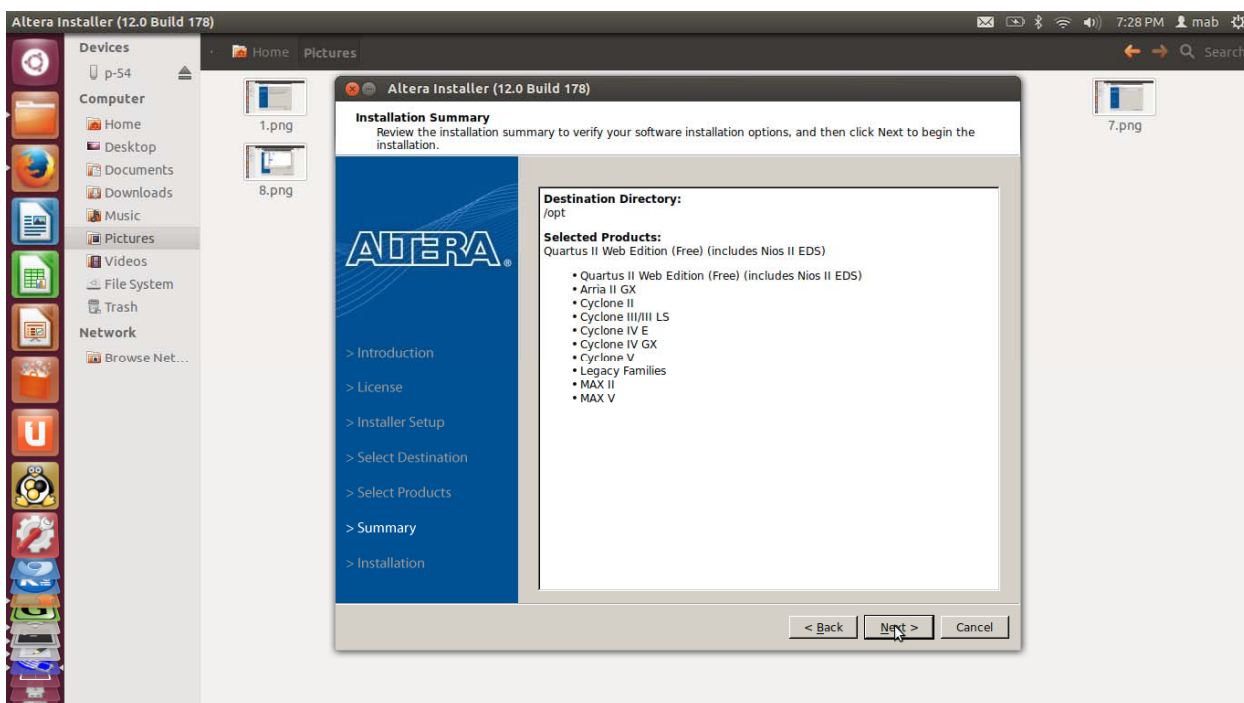 Altera Installer (12.0 Build 178)
7:28 PM mab
Devices
p-54
Computer
Home
Desktop
Documents
Downloads
Music
Pictures
Videos
File System
Trash
Network
Browse Net...
Home Pictures
Search
1.png
8.png
7.png
Altera Installer (12.0 Build 178)
Installation Summary
Review the installation summary to verify your software installation options, and then click Next to begin the
installation.
ALTERA®
> Introduction
> License
> Installer Setup
> Select Destination
> Select Products
> Summary
> Installation
Destination Directory:
/opt
Selected Products:
Quartus II Web Edition (Free) (includes Nios II EDS)
• Quartus II Web Edition (Free) (includes Nios II EDS)
• Arria II GX
• Cyclone II
• Cyclone III/III LS
• Cyclone IV E
• Cyclone IV GX
• Cyclone V
• Legacy Families
• MAX II
• MAX V
< Back Next > Cancel